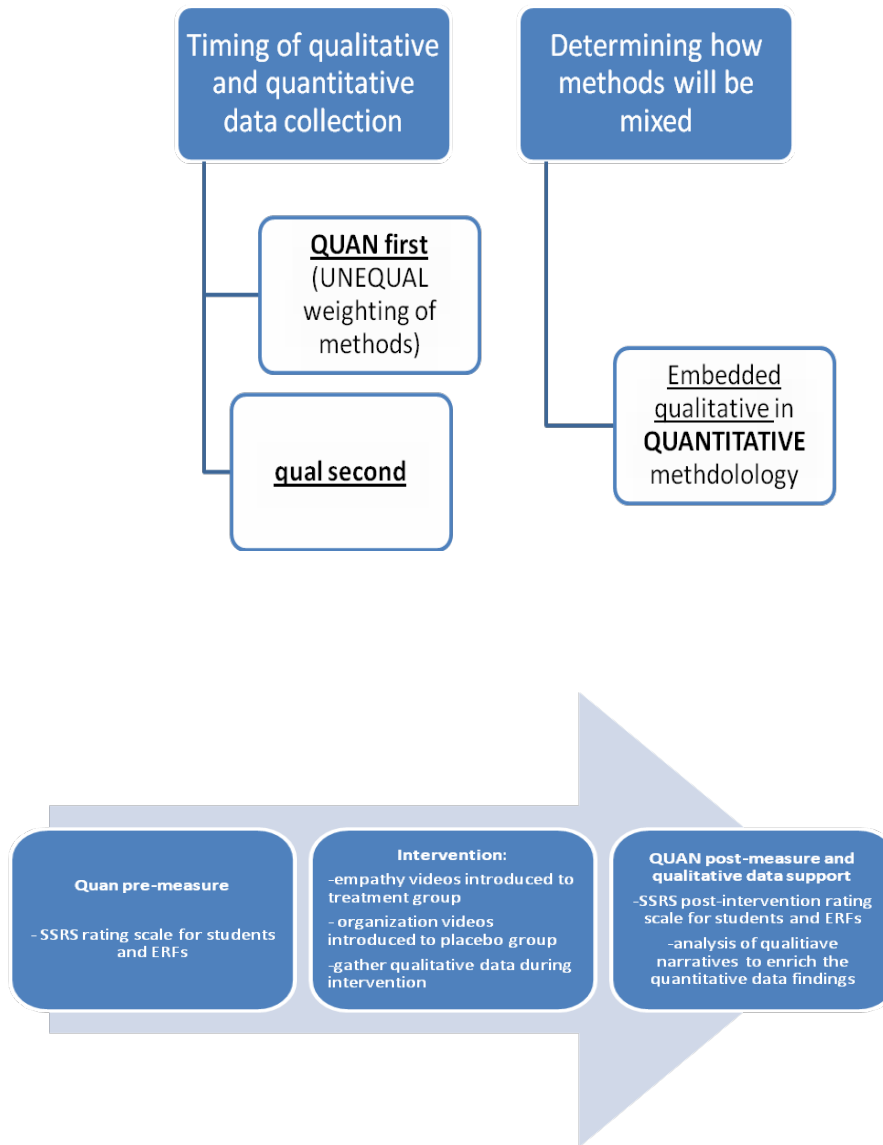 Timing of qualitative
and quantitative
data collection
QUAN first
(UNEQUAL
weighting of
methods)
qual second
Determining how
methods will be
mixed
Embedded
qualitative in
QUANTITATIVE
methdolology
Quan pre-measure
- SSRS rating scale for students
and ERFs
Intervention:
-empathy videos introduced to
treatment group
- organization videos
introduced to placebo group
-gather qualitative data during
intervention
QUAN post-measure and
qualitative data support
-SSRS post-intervention rating
scale for students and ERFs
-analysis of qualitiave
narratives to enrich the
quantitative data findings